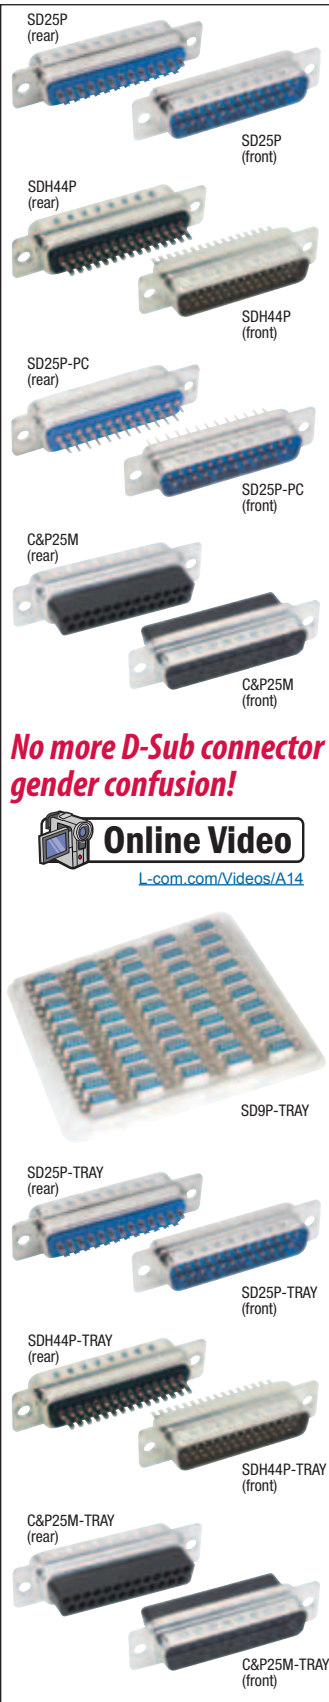 SD25P
(rear)
SD25P
(front)
SDH44P
(rear)
SDH44P
(front)
SD25P-PC
(rear)
SD25P-PC
(front)
C&P25M
(rear)
C&P25M
(front)
No more D-Sub connector
gender confusion!
Online Video
L-com.com/Videos/A14
SD9P-TRAY
SD25P-TRAY
(rear)
SD25P-TRAY
(front)
SDH44P-TRAY
(rear)
SDH44P-TRAY
(front)
C&P25M-TRAY
(rear)
C&P25M-TRAY
(front)